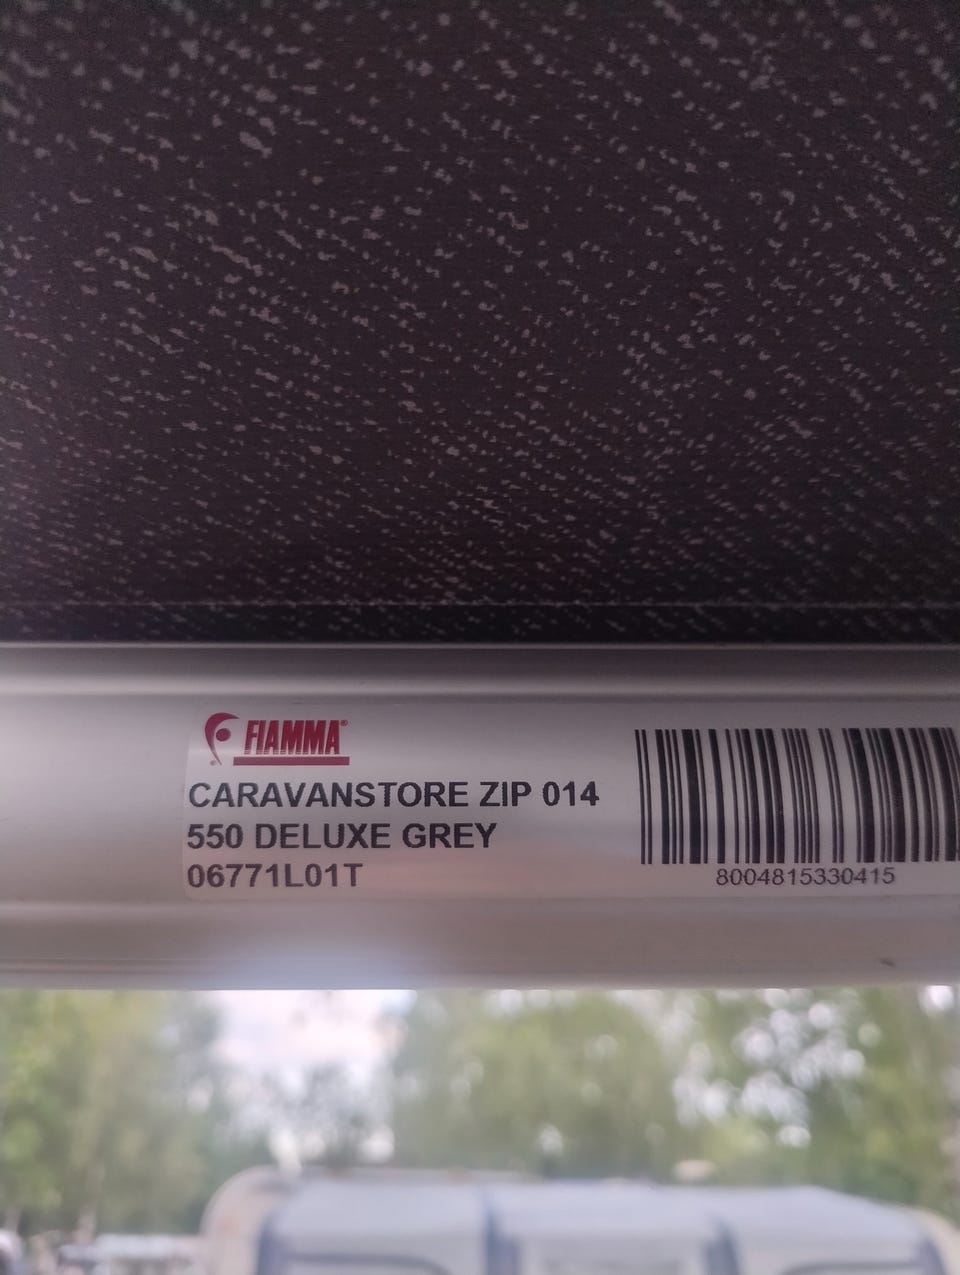 FIAMMA®
CARAVANSTORE ZIP 014
550 DELUXE GREY
06771L01T
8004815330415